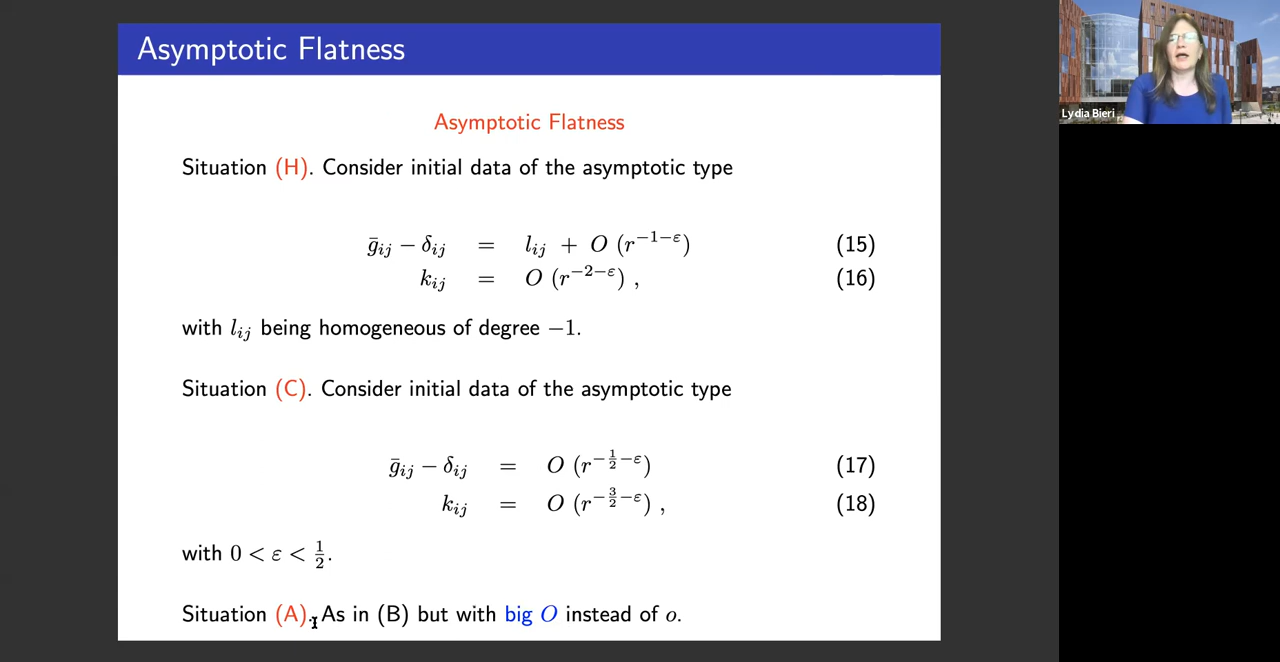 Asymptotic Flatness
Asymptotic Flatness
Situation (H). Consider initial data of the asymptotic type
ḡ_ij − δ_ij = l_ij + O (r^{−1−ε}) (15)
k_ij = O (r^{−2−ε}) , (16)
with l_ij being homogeneous of degree −1.
Situation (C). Consider initial data of the asymptotic type
ḡ_ij − δ_ij = O (r^{−1/2−ε}) (17)
k_ij = O (r^{−3/2−ε}) , (18)
with 0 < ε < 1/2.
Situation (A). As in (B) but with big O instead of o.
Lydia Bieri